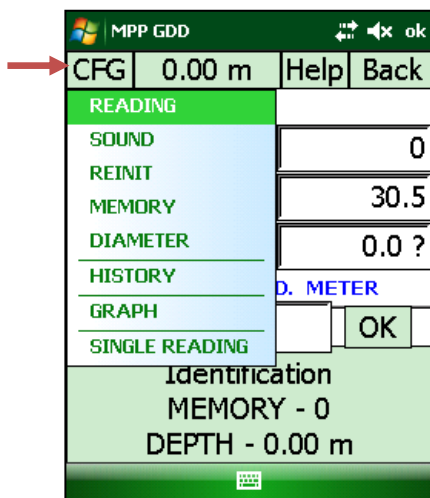 MPP GDD ok
CFG 0.00 m Help Back
READING
SOUND
0
REINIT
MEMORY
30.5
DIAMETER
0.0 ?
HISTORY
D. METER
GRAPH
OK
SINGLE READING
Identification
MEMORY - 0
DEPTH - 0.00 m